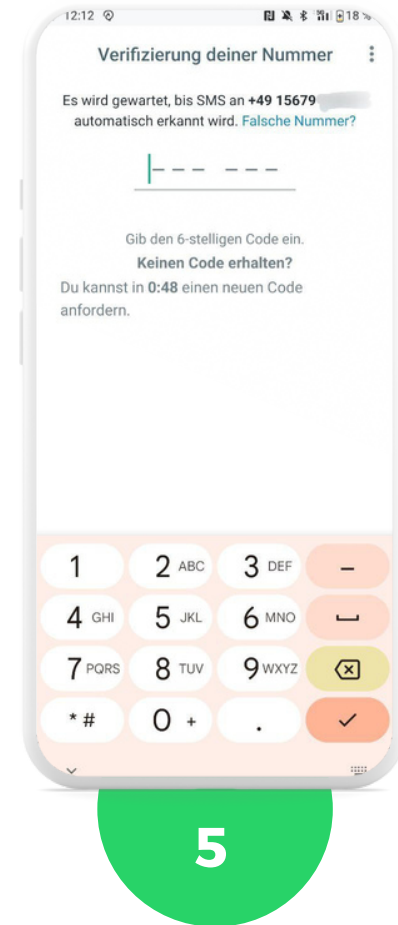 12:12 18%
Verifizierung deiner Nummer
Es wird gewartet, bis SMS an +49 15679
automatisch erkannt wird. Falsche Nummer?
Gib den 6-stelligen Code ein.
Keinen Code erhalten?
Du kannst in 0:48 einen neuen Code
anfordern.
1 2 ABC 3 DEF –
4 GHI 5 JKL 6 MNO
7 PQRS 8 TUV 9 WXYZ
* # 0 + .
5